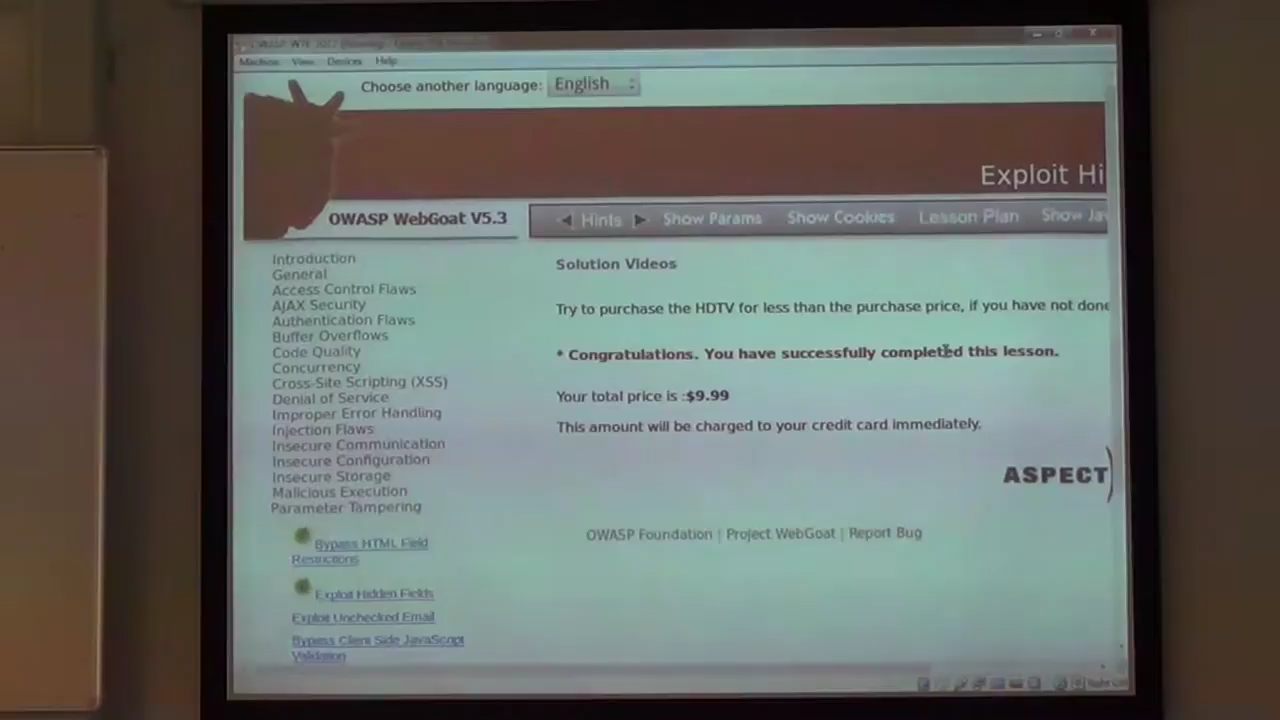 Machine View Devices Help
Choose another language: English
Exploit Hi
OWASP WebGoat V5.3
Hints Show Params Show Cookies Lesson Plan Show Jav
Introduction
General
Access Control Flaws
AJAX Security
Authentication Flaws
Buffer Overflows
Code Quality
Concurrency
Cross-Site Scripting (XSS)
Denial of Service
Improper Error Handling
Injection Flaws
Insecure Communication
Insecure Configuration
Insecure Storage
Malicious Execution
Parameter Tampering
Bypass HTML Field
Restrictions
Exploit Hidden Fields
Exploit Unchecked Email
Bypass Client Side JavaScript
Validation
Solution Videos
Try to purchase the HDTV for less than the purchase price, if you have not done
* Congratulations. You have successfully completed this lesson.
Your total price is :$9.99
This amount will be charged to your credit card immediately.
ASPECT
OWASP Foundation | Project WebGoat | Report Bug